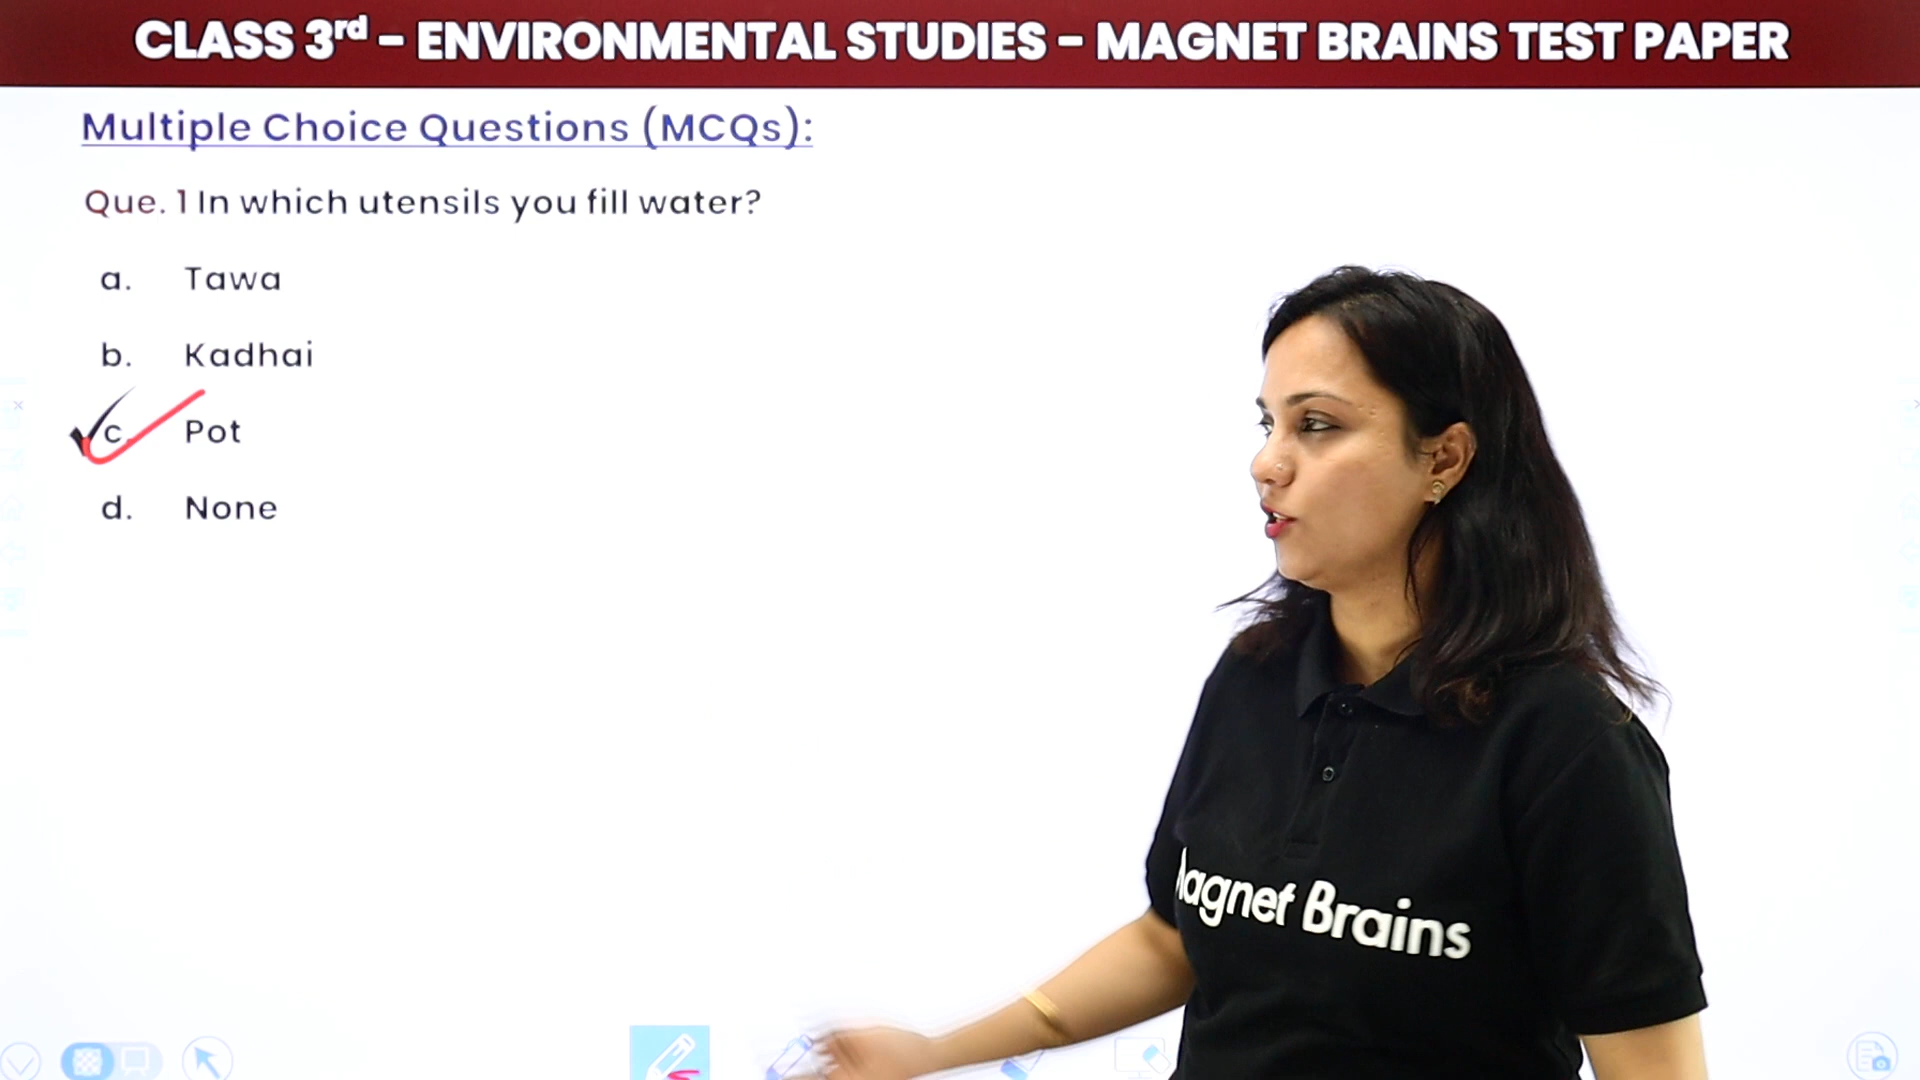 CLASS 3rd - ENVIRONMENTAL STUDIES - MAGNET BRAINS TEST PAPER
Multiple Choice Questions (MCQs):
Que. 1 In which utensils you fill water?
a. Tawa
b. Kadhai
c. Pot
d. None
agnet Brains